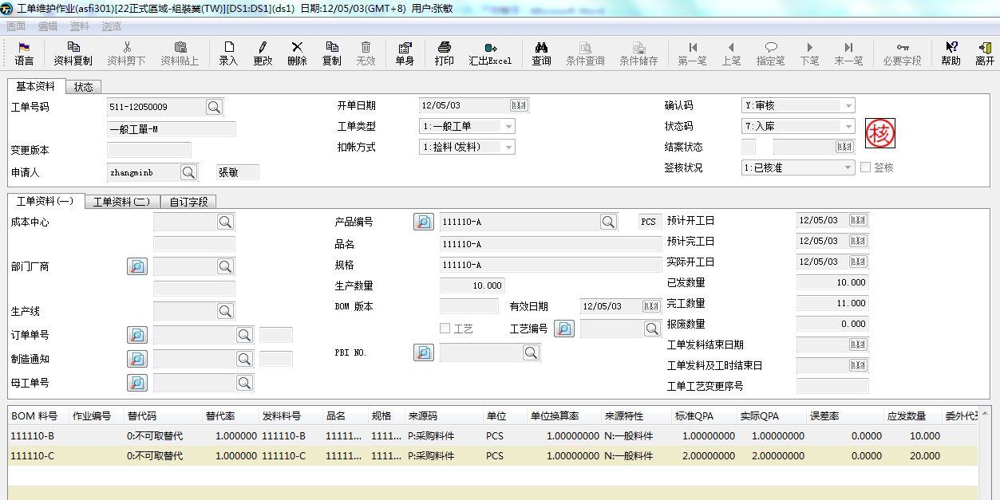 工单维护作业(asfi301)[22正式區域-組裝業(TW)][DS1:DS1](ds1) 日期:12/05/03(GMT+8) 用户:张敏
画面 编辑 资料 浏览
语言 资料复制 资料剪下 资料贴上 录入 更改 删除 复制 无效 单身 打印 汇出Excel 查询 条件查询 条件储存 第一笔 上笔 指定笔 下笔 末一笔 必要字段 帮助 离开
基本资料 状态
工单号码 511-12050009 开单日期 12/05/03 确认码 Y:审核
一般工單-M 工单类型 1:一般工单 状态码 7:入库 核
变更版本 扣帐方式 1:捡料(发料) 结案状态
申请人 zhangminb 張敏 签核状况 1:已核准 签核
工单资料(一) 工单资料(二) 自订字段
成本中心 产品编号 111110-A PCS 预计开工日 12/05/03
品名 111110-A 预计完工日 12/05/03
部门厂商 规格 111110-A 实际开工日 12/05/03
生产数量 10.000 已发数量 10.000
生产线 BOM 版本 有效日期 12/05/03 完工数量 11.000
订单单号 工艺 工艺编号 报废数量 0.000
工单发料结束日期
制造通知 PBI NO. 工单发料及工时结束日
母工单号 工单工艺变更序号
BOM 料号 作业编号 替代码 替代率 发料料号 品名 规格 来源码 单位 单位换算率 来源特性 标准QPA 实际QPA 误差率 应发数量 委外代
111110-B 0:不可取替代 1.000000 111110-B 11111... 1111... P:采购料件 PCS 1.00000000 N:一般料件 1.00000000 1.00000000 0.0000 10.000
111110-C 0:不可取替代 1.000000 111110-C 11111... 1111... P:采购料件 PCS 1.00000000 N:一般料件 2.00000000 2.00000000 0.0000 20.000